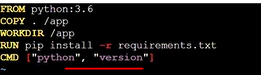 FROM python:3.6
COPY . /app
WORKDIR /app
RUN pip install -r requirements.txt
CMD ["python", "version"]
~